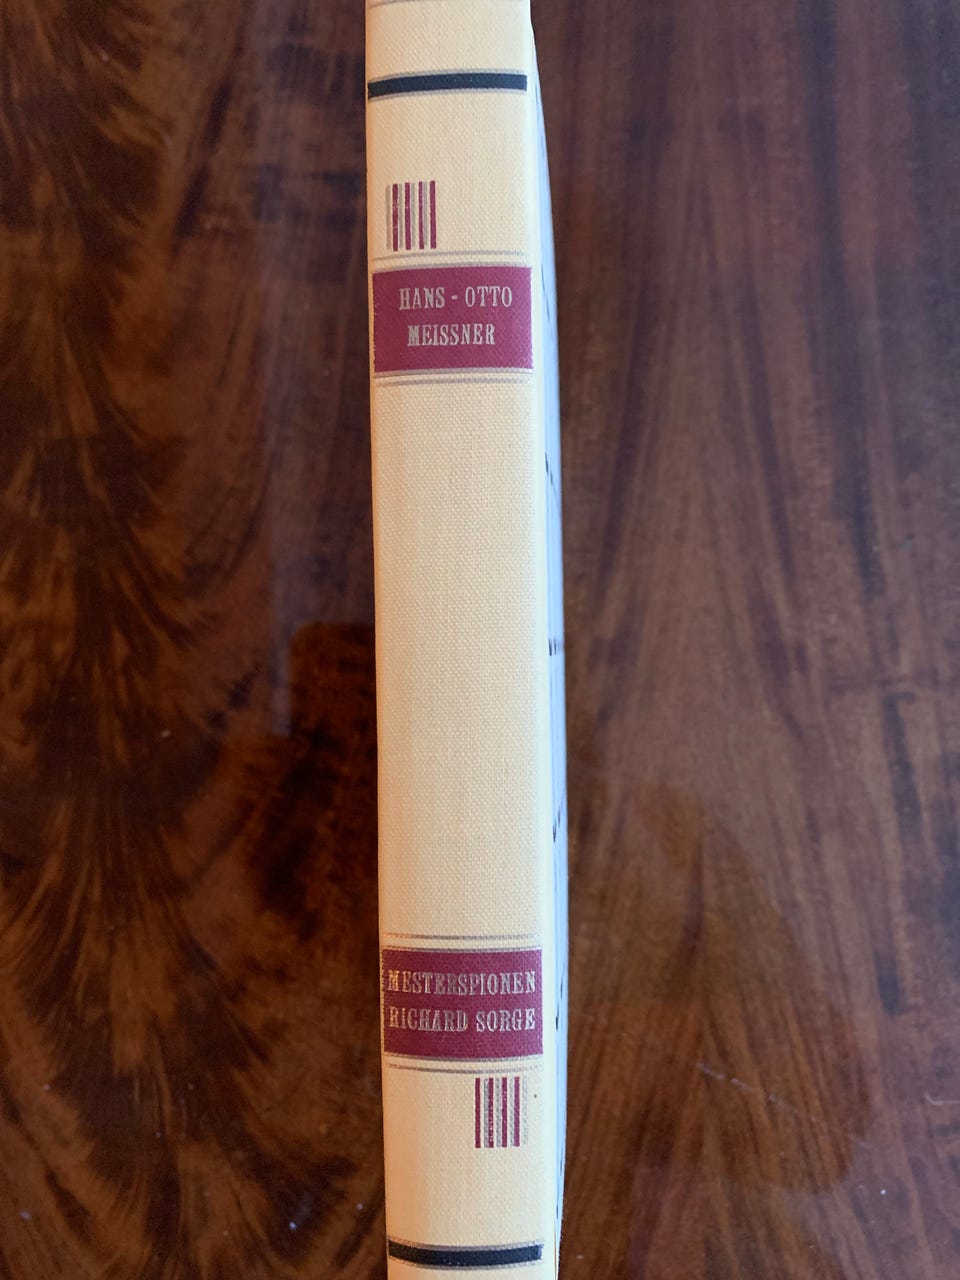 HANS - OTTO
MEISSNER
MESTERSPIONEN
RICHARD SORGE